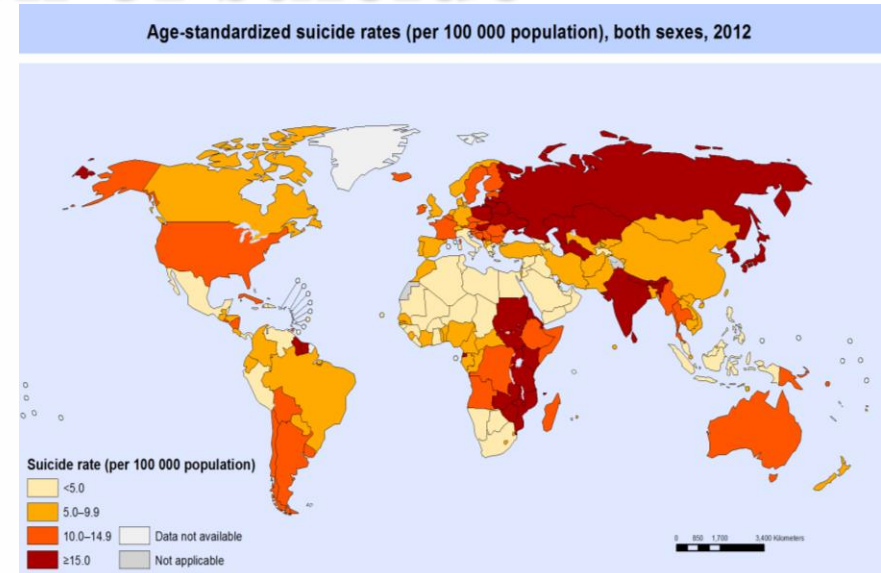 Age-standardized suicide rates (per 100 000 population), both sexes, 2012
Suicide rate (per 100 000 population)
<5.0
5.0–9.9
10.0–14.9
≥15.0
Data not available
Not applicable
0 850 1,700 3,400 Kilometers